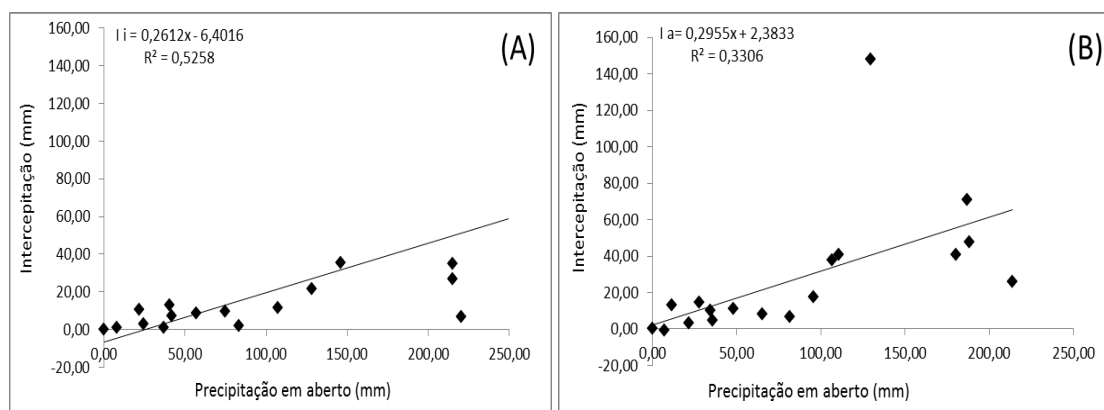 I i = 0,2612x - 6,4016
R² = 0,5258
(A)
160,00
140,00
120,00
100,00
80,00
60,00
40,00
20,00
0,00
-20,00
0,00 50,00 100,00 150,00 200,00 250,00
Intercepitação (mm)
Precipitação em aberto (mm)
I a= 0,2955x + 2,3833
R² = 0,3306
(B)
160,00
140,00
120,00
100,00
80,00
60,00
40,00
20,00
0,00
-20,00
0,00 50,00 100,00 150,00 200,00 250,00
Intercepitação (mm)
Precipitação em aberto (mm)